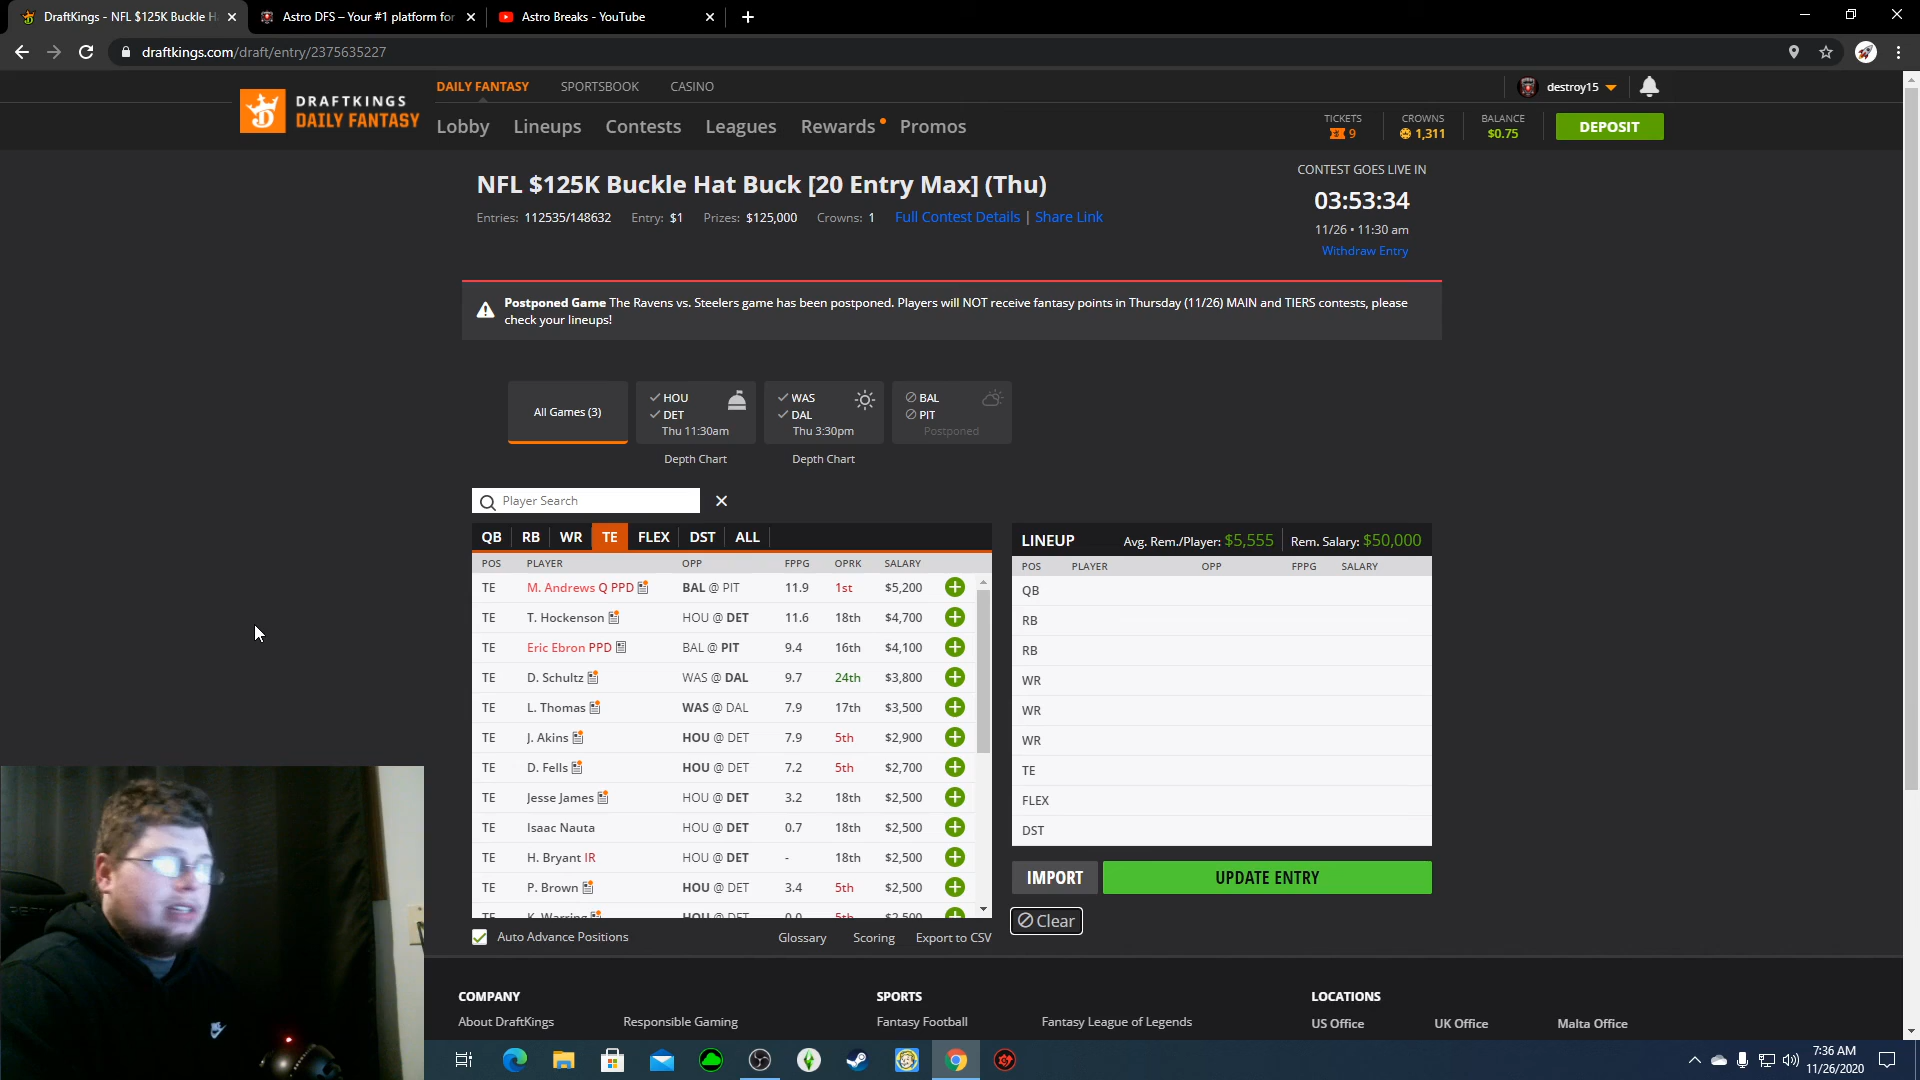 DraftKings - NFL $125K Buckle H
Astro DFS – Your #1 platform for
Astro Breaks - YouTube
draftkings.com/draft/entry/2375635227
DAILY FANTASY
SPORTSBOOK
CASINO
destroy15
DRAFTKINGS
DAILY FANTASY
Lobby
Lineups
Contests
Leagues
Rewards
Promos
TICKETS
9
CROWNS
1,311
BALANCE
$0.75
DEPOSIT
NFL $125K Buckle Hat Buck [20 Entry Max] (Thu)
Entries: 112535/148632 Entry: $1 Prizes: $125,000 Crowns: 1 Full Contest Details | Share Link
CONTEST GOES LIVE IN
03:53:34
11/26 • 11:30 am
Withdraw Entry
Postponed Game The Ravens vs. Steelers game has been postponed. Players will NOT receive fantasy points in Thursday (11/26) MAIN and TIERS contests, please
check your lineups!
All Games (3)
HOU
DET
Thu 11:30am
Depth Chart
WAS
DAL
Thu 3:30pm
Depth Chart
BAL
PIT
Postponed
Player Search
QB RB WR TE FLEX DST ALL
POS PLAYER OPP FPPG OPRK SALARY
TE M. Andrews Q PPD BAL @ PIT 11.9 1st $5,200
TE T. Hockenson HOU @ DET 11.6 18th $4,700
TE Eric Ebron PPD BAL @ PIT 9.4 16th $4,100
TE D. Schultz WAS @ DAL 9.7 24th $3,800
TE L. Thomas WAS @ DAL 7.9 17th $3,500
TE J. Akins HOU @ DET 7.9 5th $2,900
TE D. Fells HOU @ DET 7.2 5th $2,700
TE Jesse James HOU @ DET 3.2 18th $2,500
TE Isaac Nauta HOU @ DET 0.7 18th $2,500
TE H. Bryant IR HOU @ DET - 18th $2,500
TE P. Brown HOU @ DET 3.4 5th $2,500
TE K. Warring HOU @ DET 0.0 5th $2,500
Auto Advance Positions
Glossary
Scoring
Export to CSV
LINEUP Avg. Rem./Player: $5,555 Rem. Salary: $50,000
POS PLAYER OPP FPPG SALARY
QB
RB
RB
WR
WR
WR
TE
FLEX
DST
IMPORT
UPDATE ENTRY
Clear
COMPANY
About DraftKings
Responsible Gaming
SPORTS
Fantasy Football
Fantasy League of Legends
LOCATIONS
US Office
UK Office
Malta Office
7:36 AM
11/26/2020